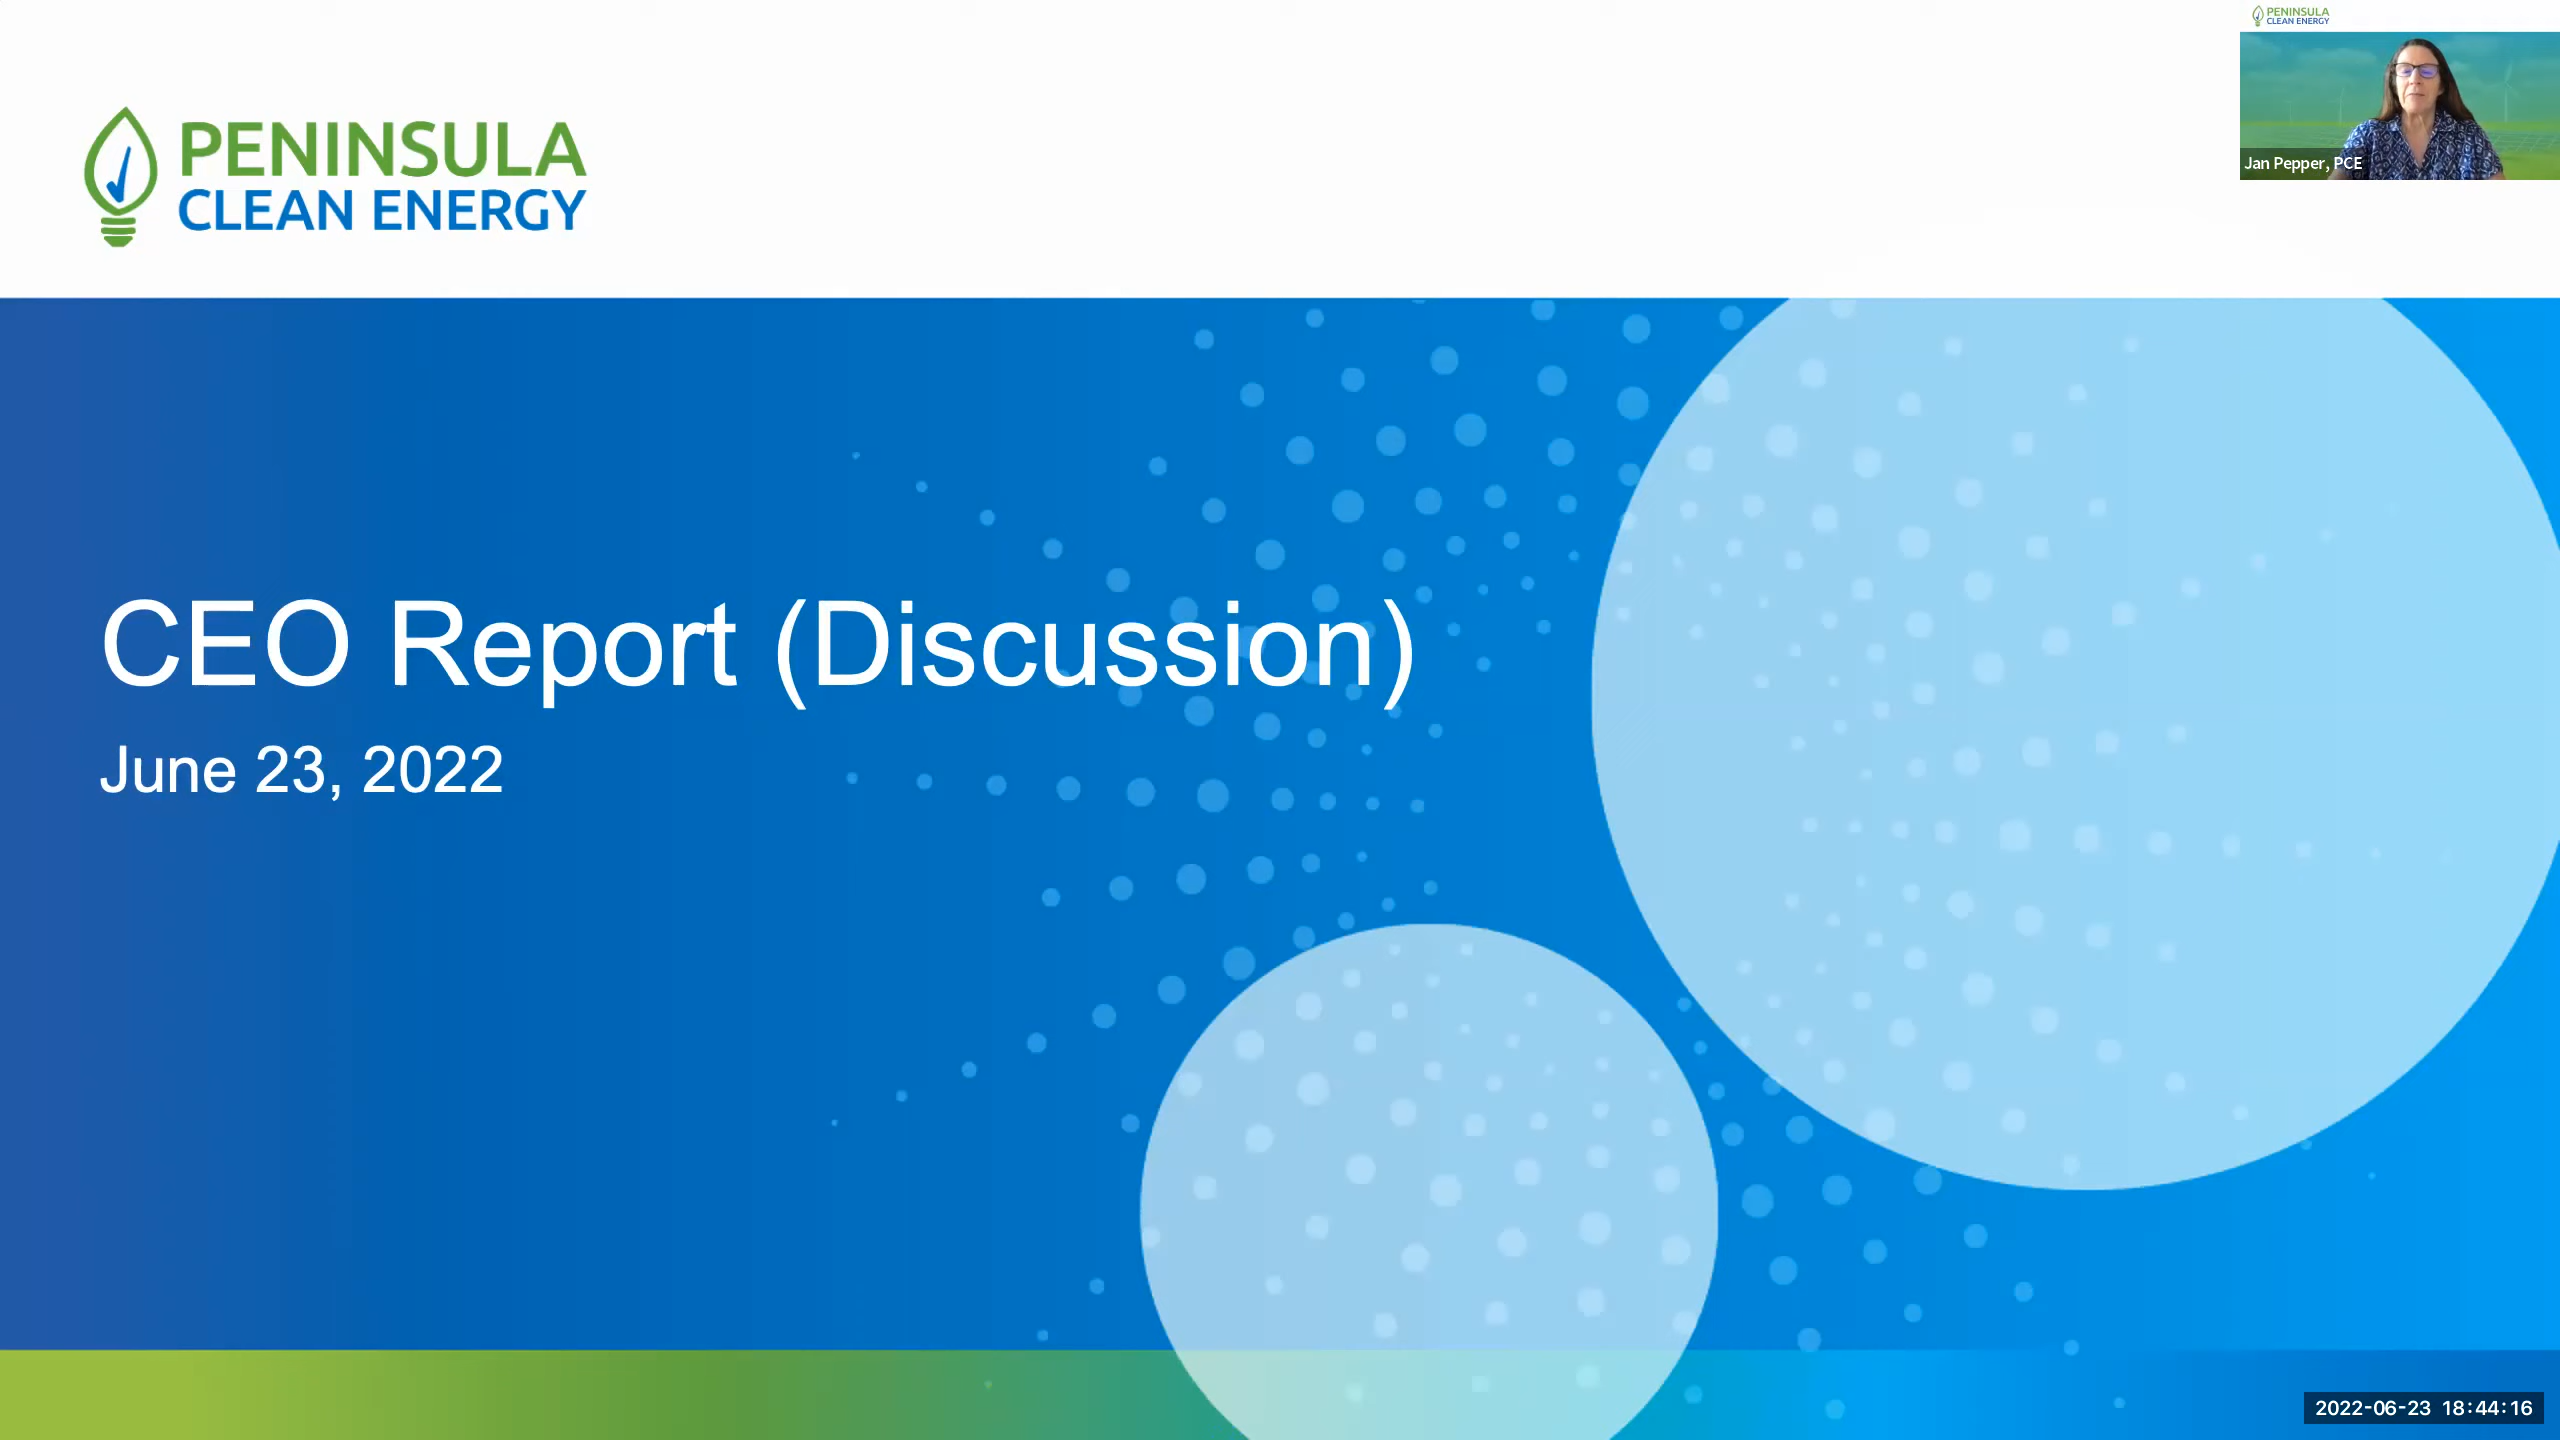 PENINSULA
CLEAN ENERGY
PENINSULA
CLEAN ENERGY
Jan Pepper, PCE
CEO Report (Discussion)
June 23, 2022
2022-06-23 18:44:16